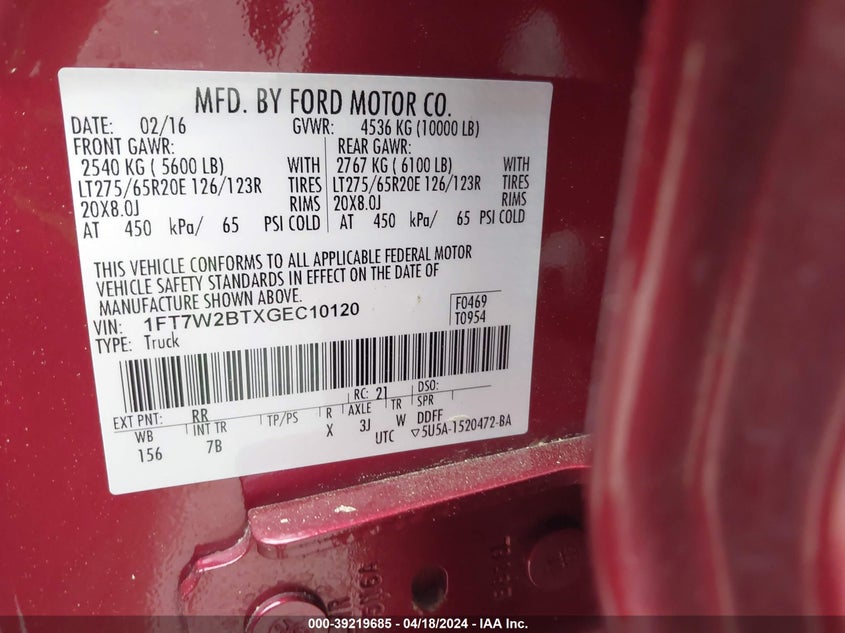 MFD. BY FORD MOTOR CO.
DATE: 02/16 GVWR: 4536 KG (10000 LB)
FRONT GAWR: REAR GAWR:
2540 KG ( 5600 LB) WITH 2767 KG ( 6100 LB) WITH
LT275/65R20E 126/123R TIRES LT275/65R20E 126/123R TIRES
20X8.0J RIMS 20X8.0J RIMS
AT 450 kPa/ 65 PSI COLD AT 450 kPa/ 65 PSI COLD
THIS VEHICLE CONFORMS TO ALL APPLICABLE FEDERAL MOTOR
VEHICLE SAFETY STANDARDS IN EFFECT ON THE DATE OF
MANUFACTURE SHOWN ABOVE.
VIN: 1FT7W2BTXGEC10120 F0469
TYPE: Truck T0954
RC: 21 DSO:
EXT PNT: RR TP/PS R AXLE TR SPR
WB INT TR X 3J W DDFF
156 7B UTC ▽5U5A-1520472-BA
000-39219685 - 04/18/2024 - IAA Inc.